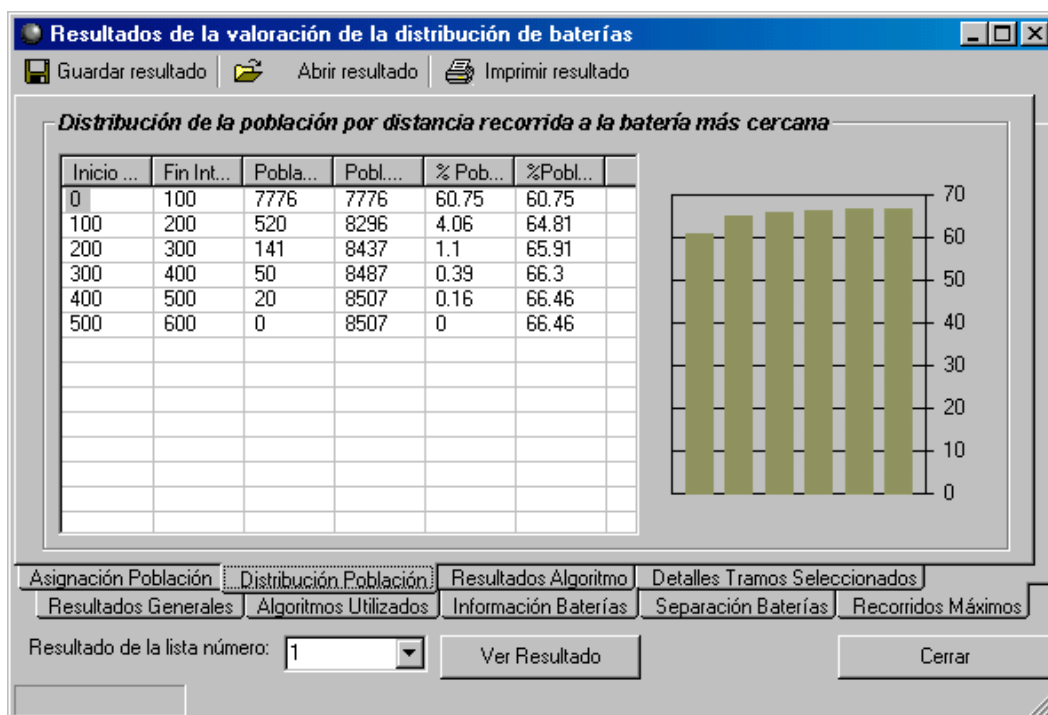 Resultados de la valoración de la distribución de baterías
Guardar resultado Abrir resultado Imprimir resultado
Distribución de la población por distancia recorrida a la batería más cercana
Inicio ... Fin Int... Pobla... Pobl.... % Pob... %Pobl...
0 100 7776 7776 60.75 60.75
100 200 520 8296 4.06 64.81
200 300 141 8437 1.1 65.91
300 400 50 8487 0.39 66.3
400 500 20 8507 0.16 66.46
500 600 0 8507 0 66.46
70
60
50
40
30
20
10
0
Asignación Población Distribución Población Resultados Algoritmo Detalles Tramos Seleccionados
Resultados Generales Algoritmos Utilizados Información Baterías Separación Baterías Recorridos Máximos
Resultado de la lista número: 1 Ver Resultado Cerrar